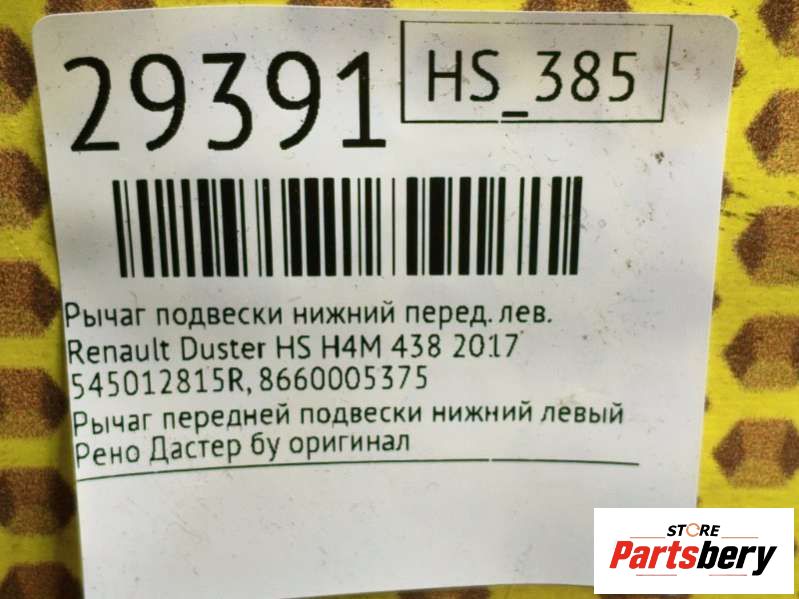 29391
HS_385
Рычаг подвески нижний перед. лев.
Renault Duster HS H4M 438 2017
545012815R, 8660005375
Рычаг передней подвески нижний левый
Рено Дастер бу оригинал
STORE
Partsbery